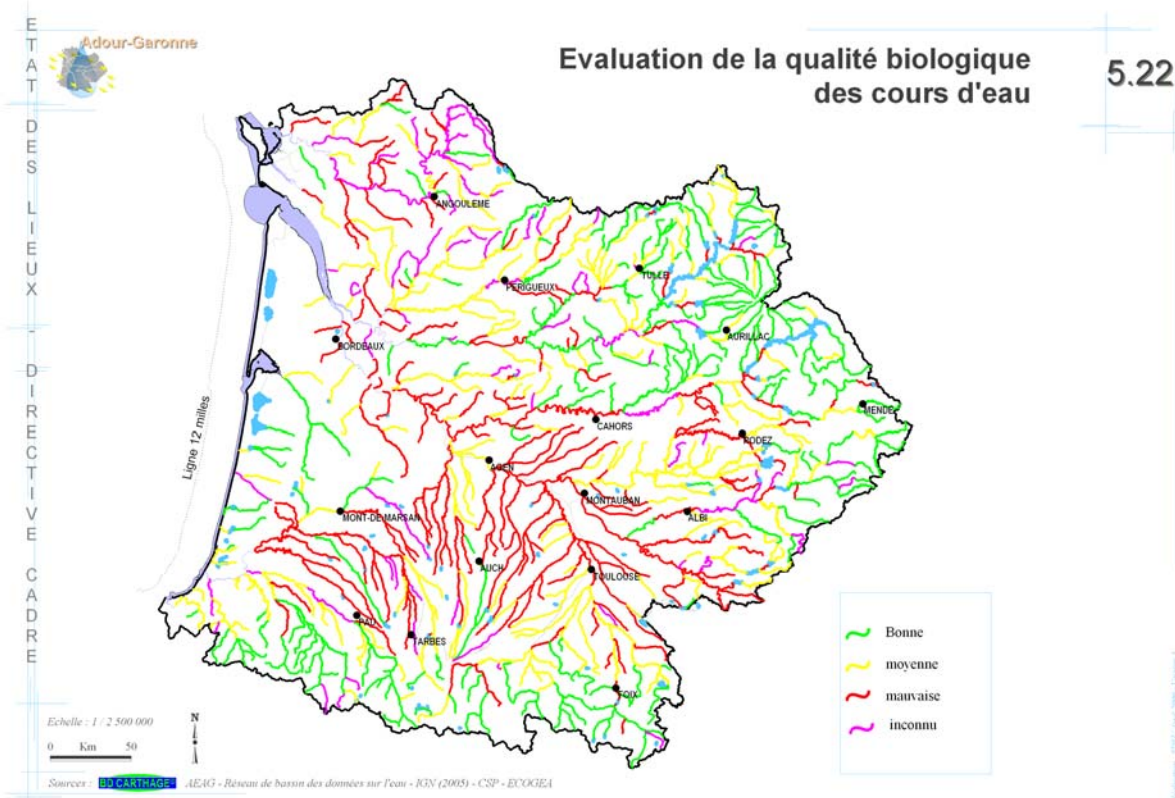 ETAT DES LIEUX - DIRECTIVE CADRE
Adour-Garonne
Evaluation de la qualité biologique
des cours d'eau
5.22
ANGOULEME
PERIGUEUX
TULLE
BORDEAUX
AURILLAC
MENDE
CAHORS
RODEZ
AGEN
MONTAUBAN
MONT-DE-MARSAN
ALBI
AUCH
TOULOUSE
PAU
TARBES
FOIX
Ligne 12 milles
Bonne
moyenne
mauvaise
inconnu
Echelle : 1 / 2 500 000
N
0 Km 50
Sources : BD CARTHAGE AEAG - Réseau de bassin des données sur l'eau - IGN (2005) - CSP - ECOGEA